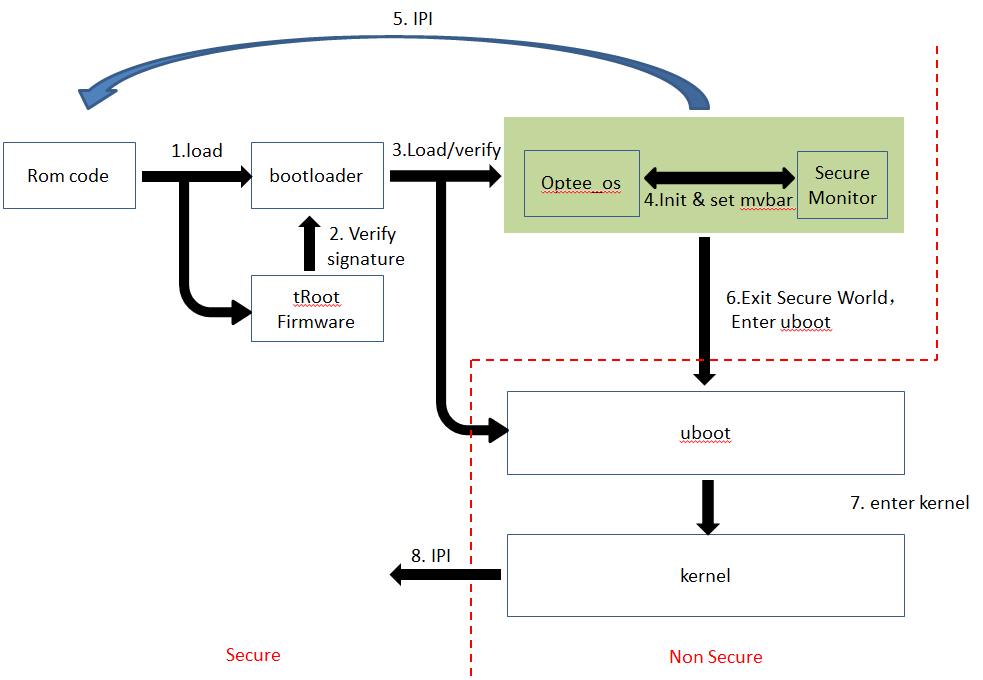 5. IPI
Rom code
1.load
bootloader
3.Load/verify
Optee_os
4.Init & set mvbar
Secure
Monitor
2. Verify
signature
tRoot
Firmware
6.Exit Secure World，
Enter uboot
uboot
7. enter kernel
8. IPI
kernel
Secure
Non Secure